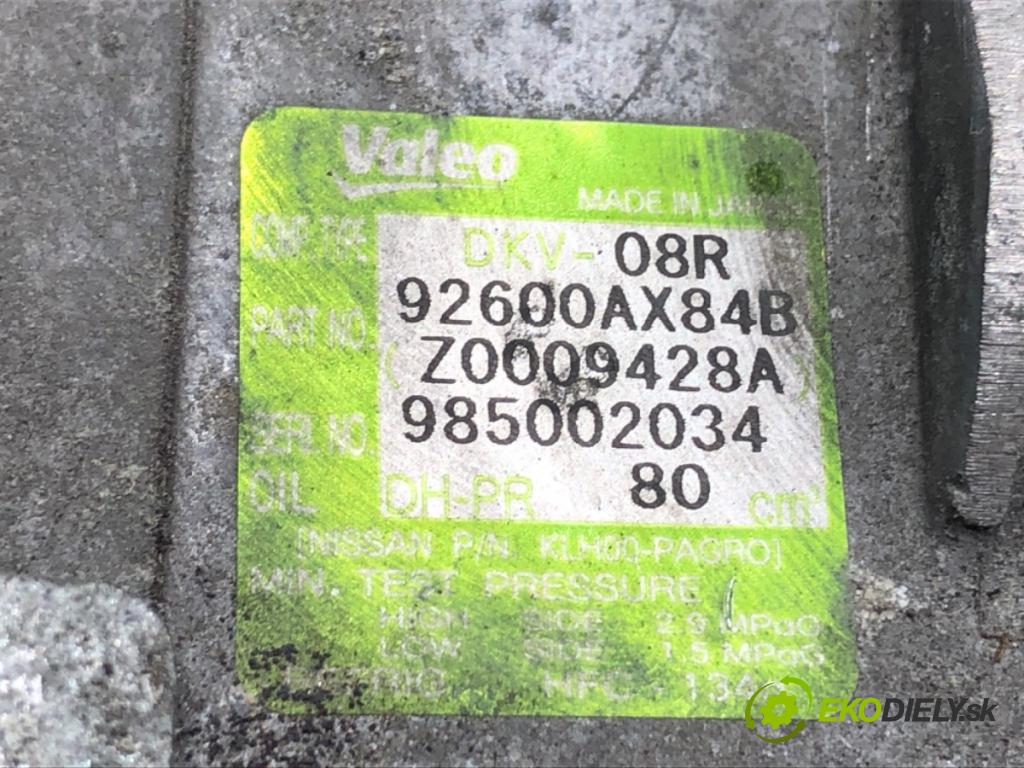 Valeo
MADE IN JAPAN
COMP TYPE DKV- 08R
PART NO. 92600AX84B
(Z0009428A)
SERI. NO 985002034
OIL DH-PR 80 cm³
[NISSAN P/N KLH00-PAGR0]
MIN. TEST PRESSURE
HIGH SIDE 2.9 MPaG
LOW SIDE 1.5 MPaG
HFC - 134
EKODIELY.sk